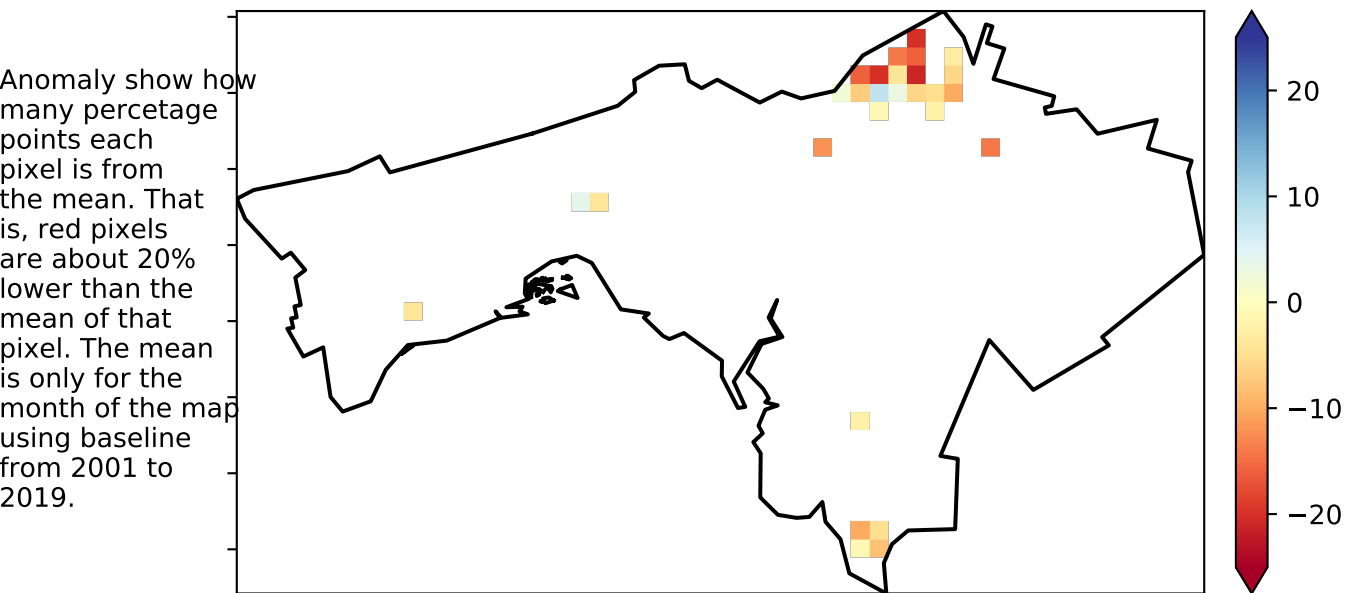 Anomaly show how
many percetage
points each
pixel is from
the mean. That
is, red pixels
are about 20%
lower than the
mean of that
pixel. The mean
is only for the
month of the map
using baseline
from 2001 to
2019.
20
10
0
−10
−20